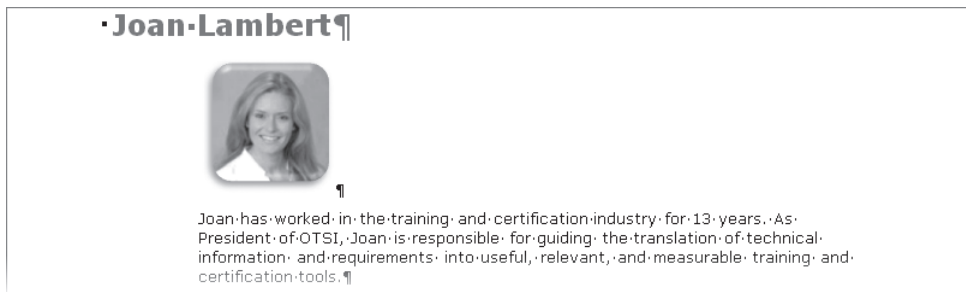 Joan Lambert¶
¶
Joan has worked in the training and certification industry for 13 years. As
President of OTSI, Joan is responsible for guiding the translation of technical
information and requirements into useful, relevant, and measurable training and
certification tools.¶